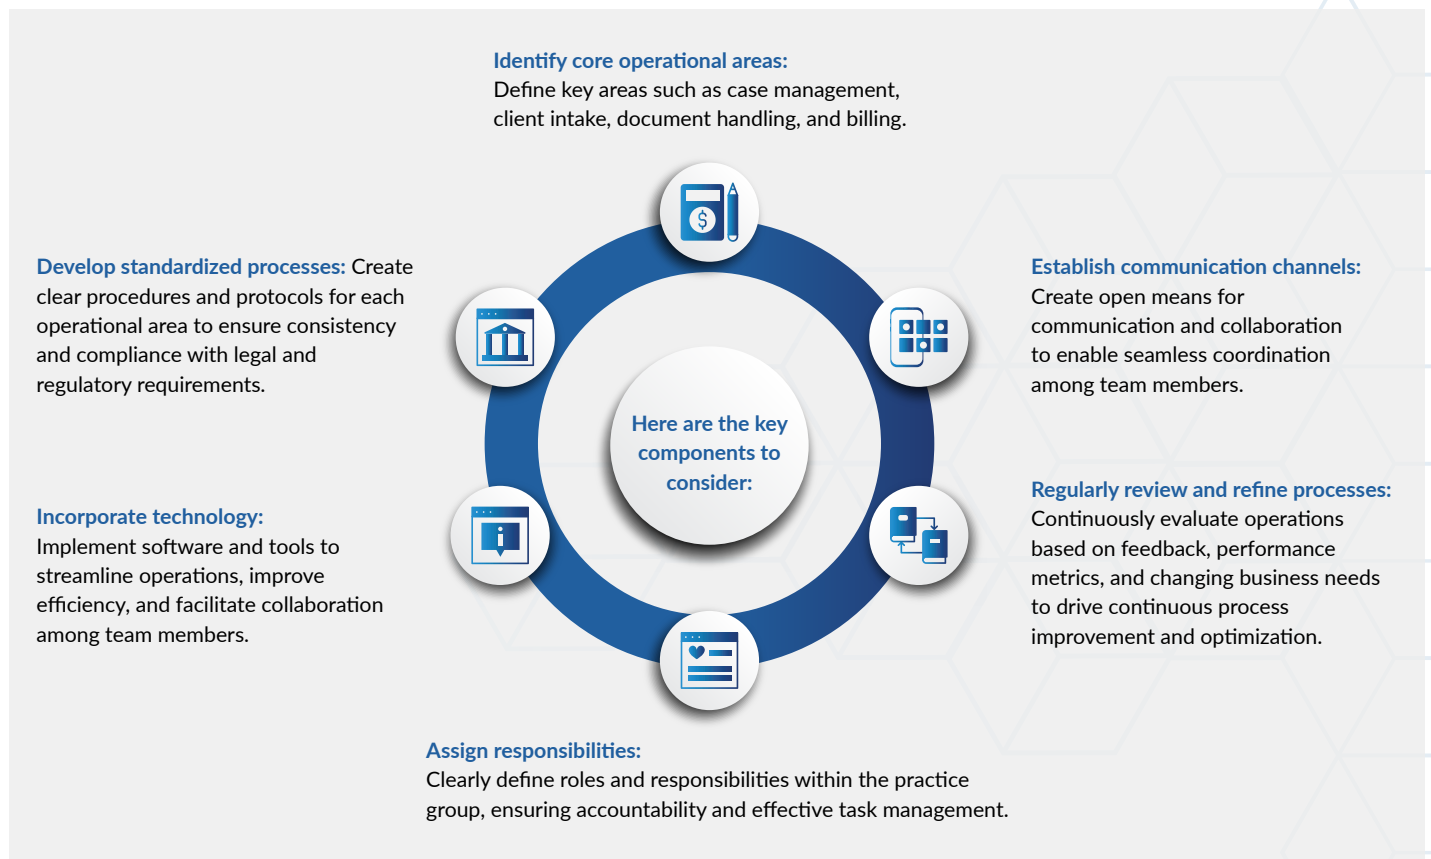 Identify core operational areas:
Define key areas such as case management,
client intake, document handling, and billing.
Develop standardized processes: Create
clear procedures and protocols for each
operational area to ensure consistency
and compliance with legal and
regulatory requirements.
Establish communication channels:
Create open means for
communication and collaboration
to enable seamless coordination
among team members.
Here are the key
components to
consider:
Incorporate technology:
Implement software and tools to
streamline operations, improve
efficiency, and facilitate collaboration
among team members.
Regularly review and refine processes:
Continuously evaluate operations
based on feedback, performance
metrics, and changing business needs
to drive continuous process
improvement and optimization.
Assign responsibilities:
Clearly define roles and responsibilities within the practice
group, ensuring accountability and effective task management.